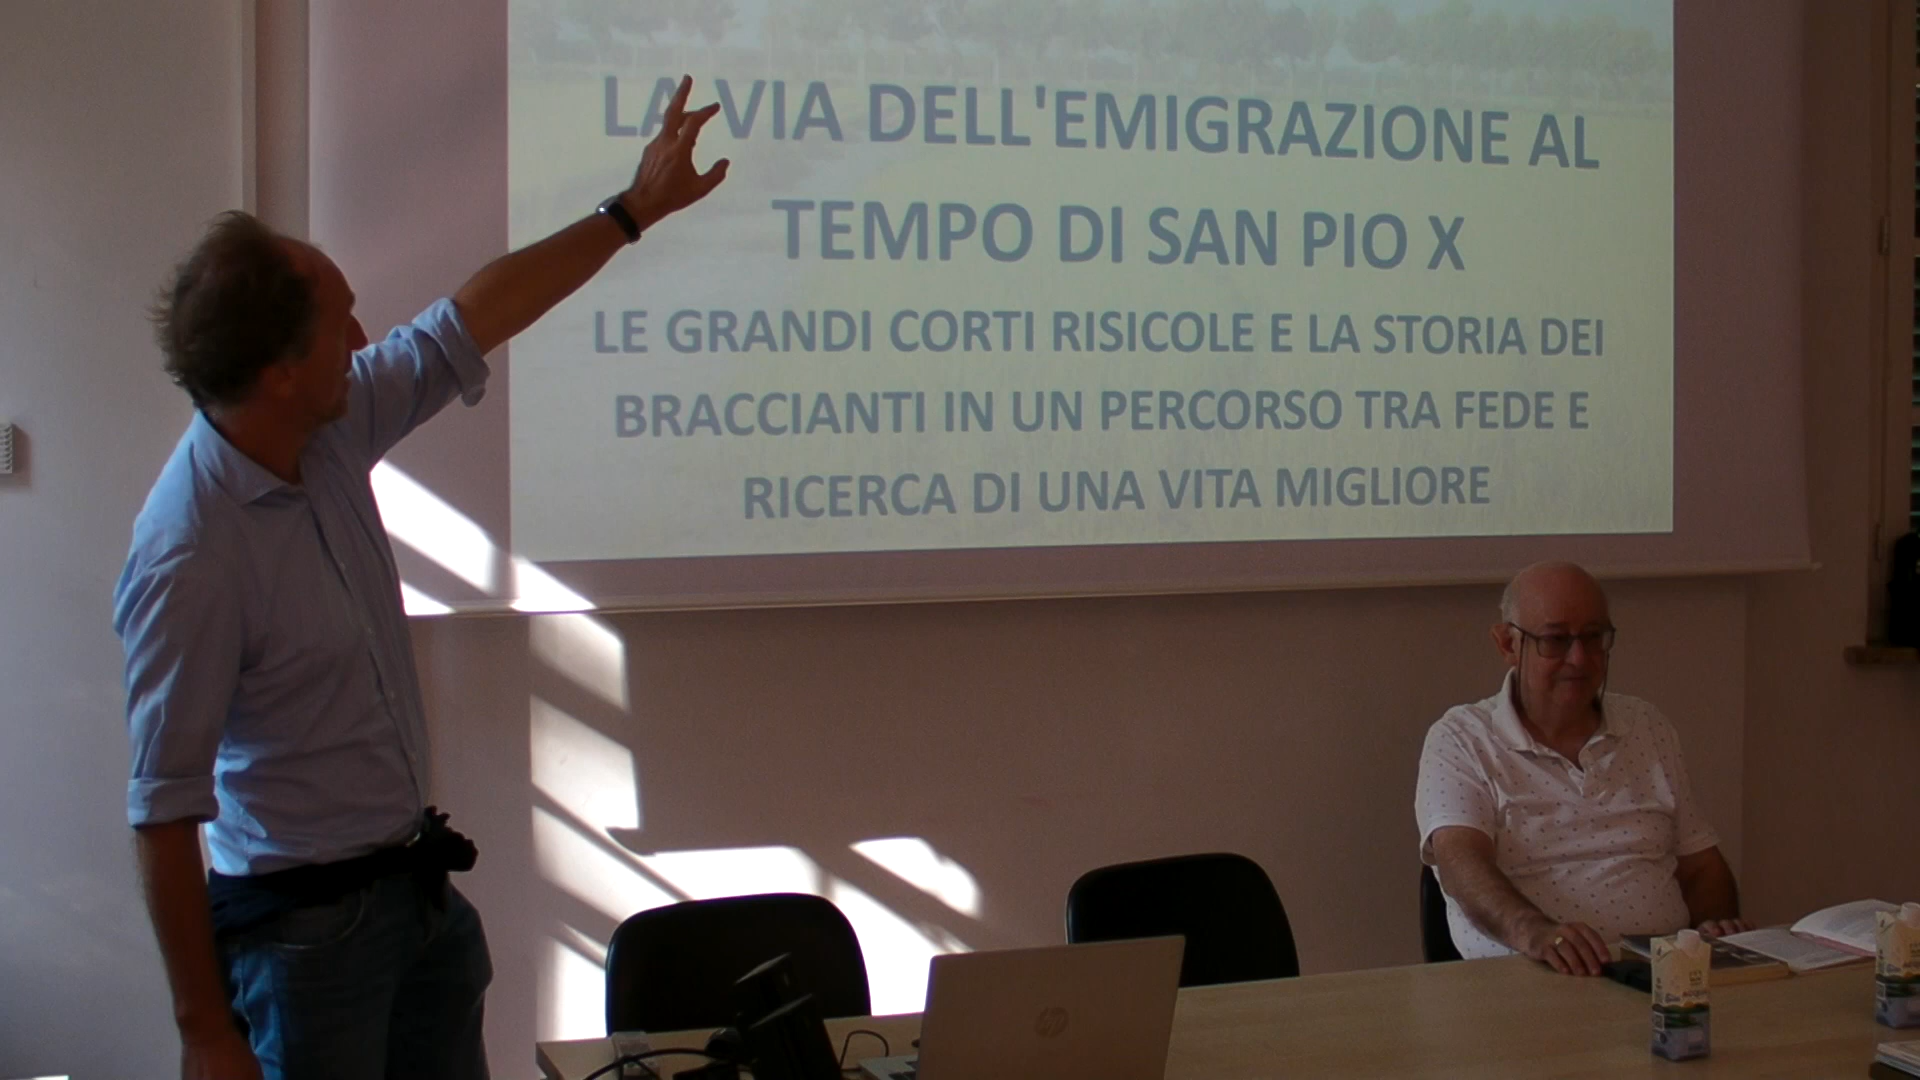 LA VIA DELL'EMIGRAZIONE AL
TEMPO DI SAN PIO X
LE GRANDI CORTI RISICOLE E LA STORIA DEI
BRACCIANTI IN UN PERCORSO TRA FEDE E
RICERCA DI UNA VITA MIGLIORE
hp